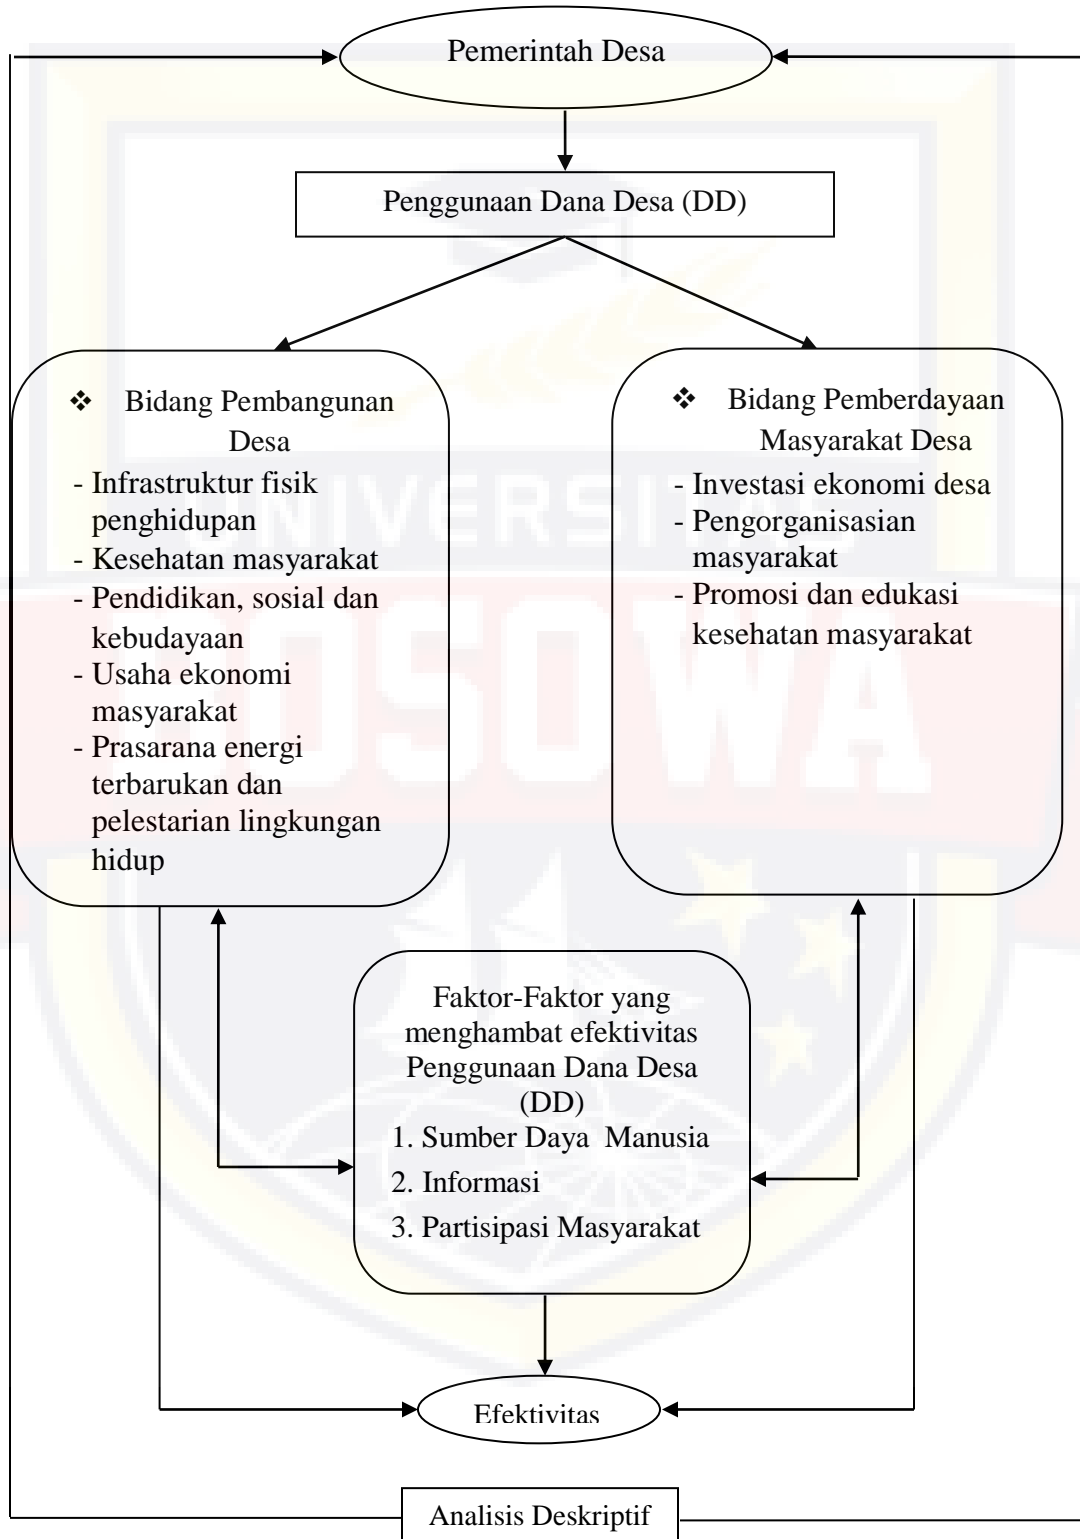 Pemerintah Desa
Penggunaan Dana Desa (DD)
❖ Bidang Pembangunan
Desa
- Infrastruktur fisik
penghidupan
- Kesehatan masyarakat
- Pendidikan, sosial dan
kebudayaan
- Usaha ekonomi
masyarakat
- Prasarana energi
terbarukan dan
pelestarian lingkungan
hidup
❖ Bidang Pemberdayaan
Masyarakat Desa
- Investasi ekonomi desa
- Pengorganisasian
masyarakat
- Promosi dan edukasi
kesehatan masyarakat
Faktor-Faktor yang
menghambat efektivitas
Penggunaan Dana Desa
(DD)
1. Sumber Daya  Manusia
2. Informasi
3. Partisipasi Masyarakat
Efektivitas
Analisis Deskriptif
UNIVERSITAS
BOSOWA